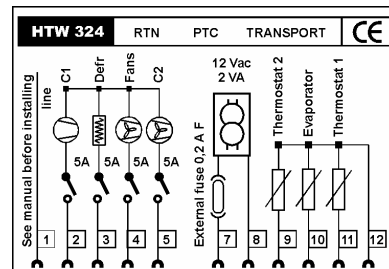 HTW 324 RTN PTC TRANSPORT CE
See manual before installing
line
C1
Defr
Fans
C2
5A 5A 5A 5A
12 Vac
2 VA
External fuse 0,2 A F
Thermostat 2
Evaporator
Thermostat 1
1 2 3 4 5 7 8 9 10 11 12